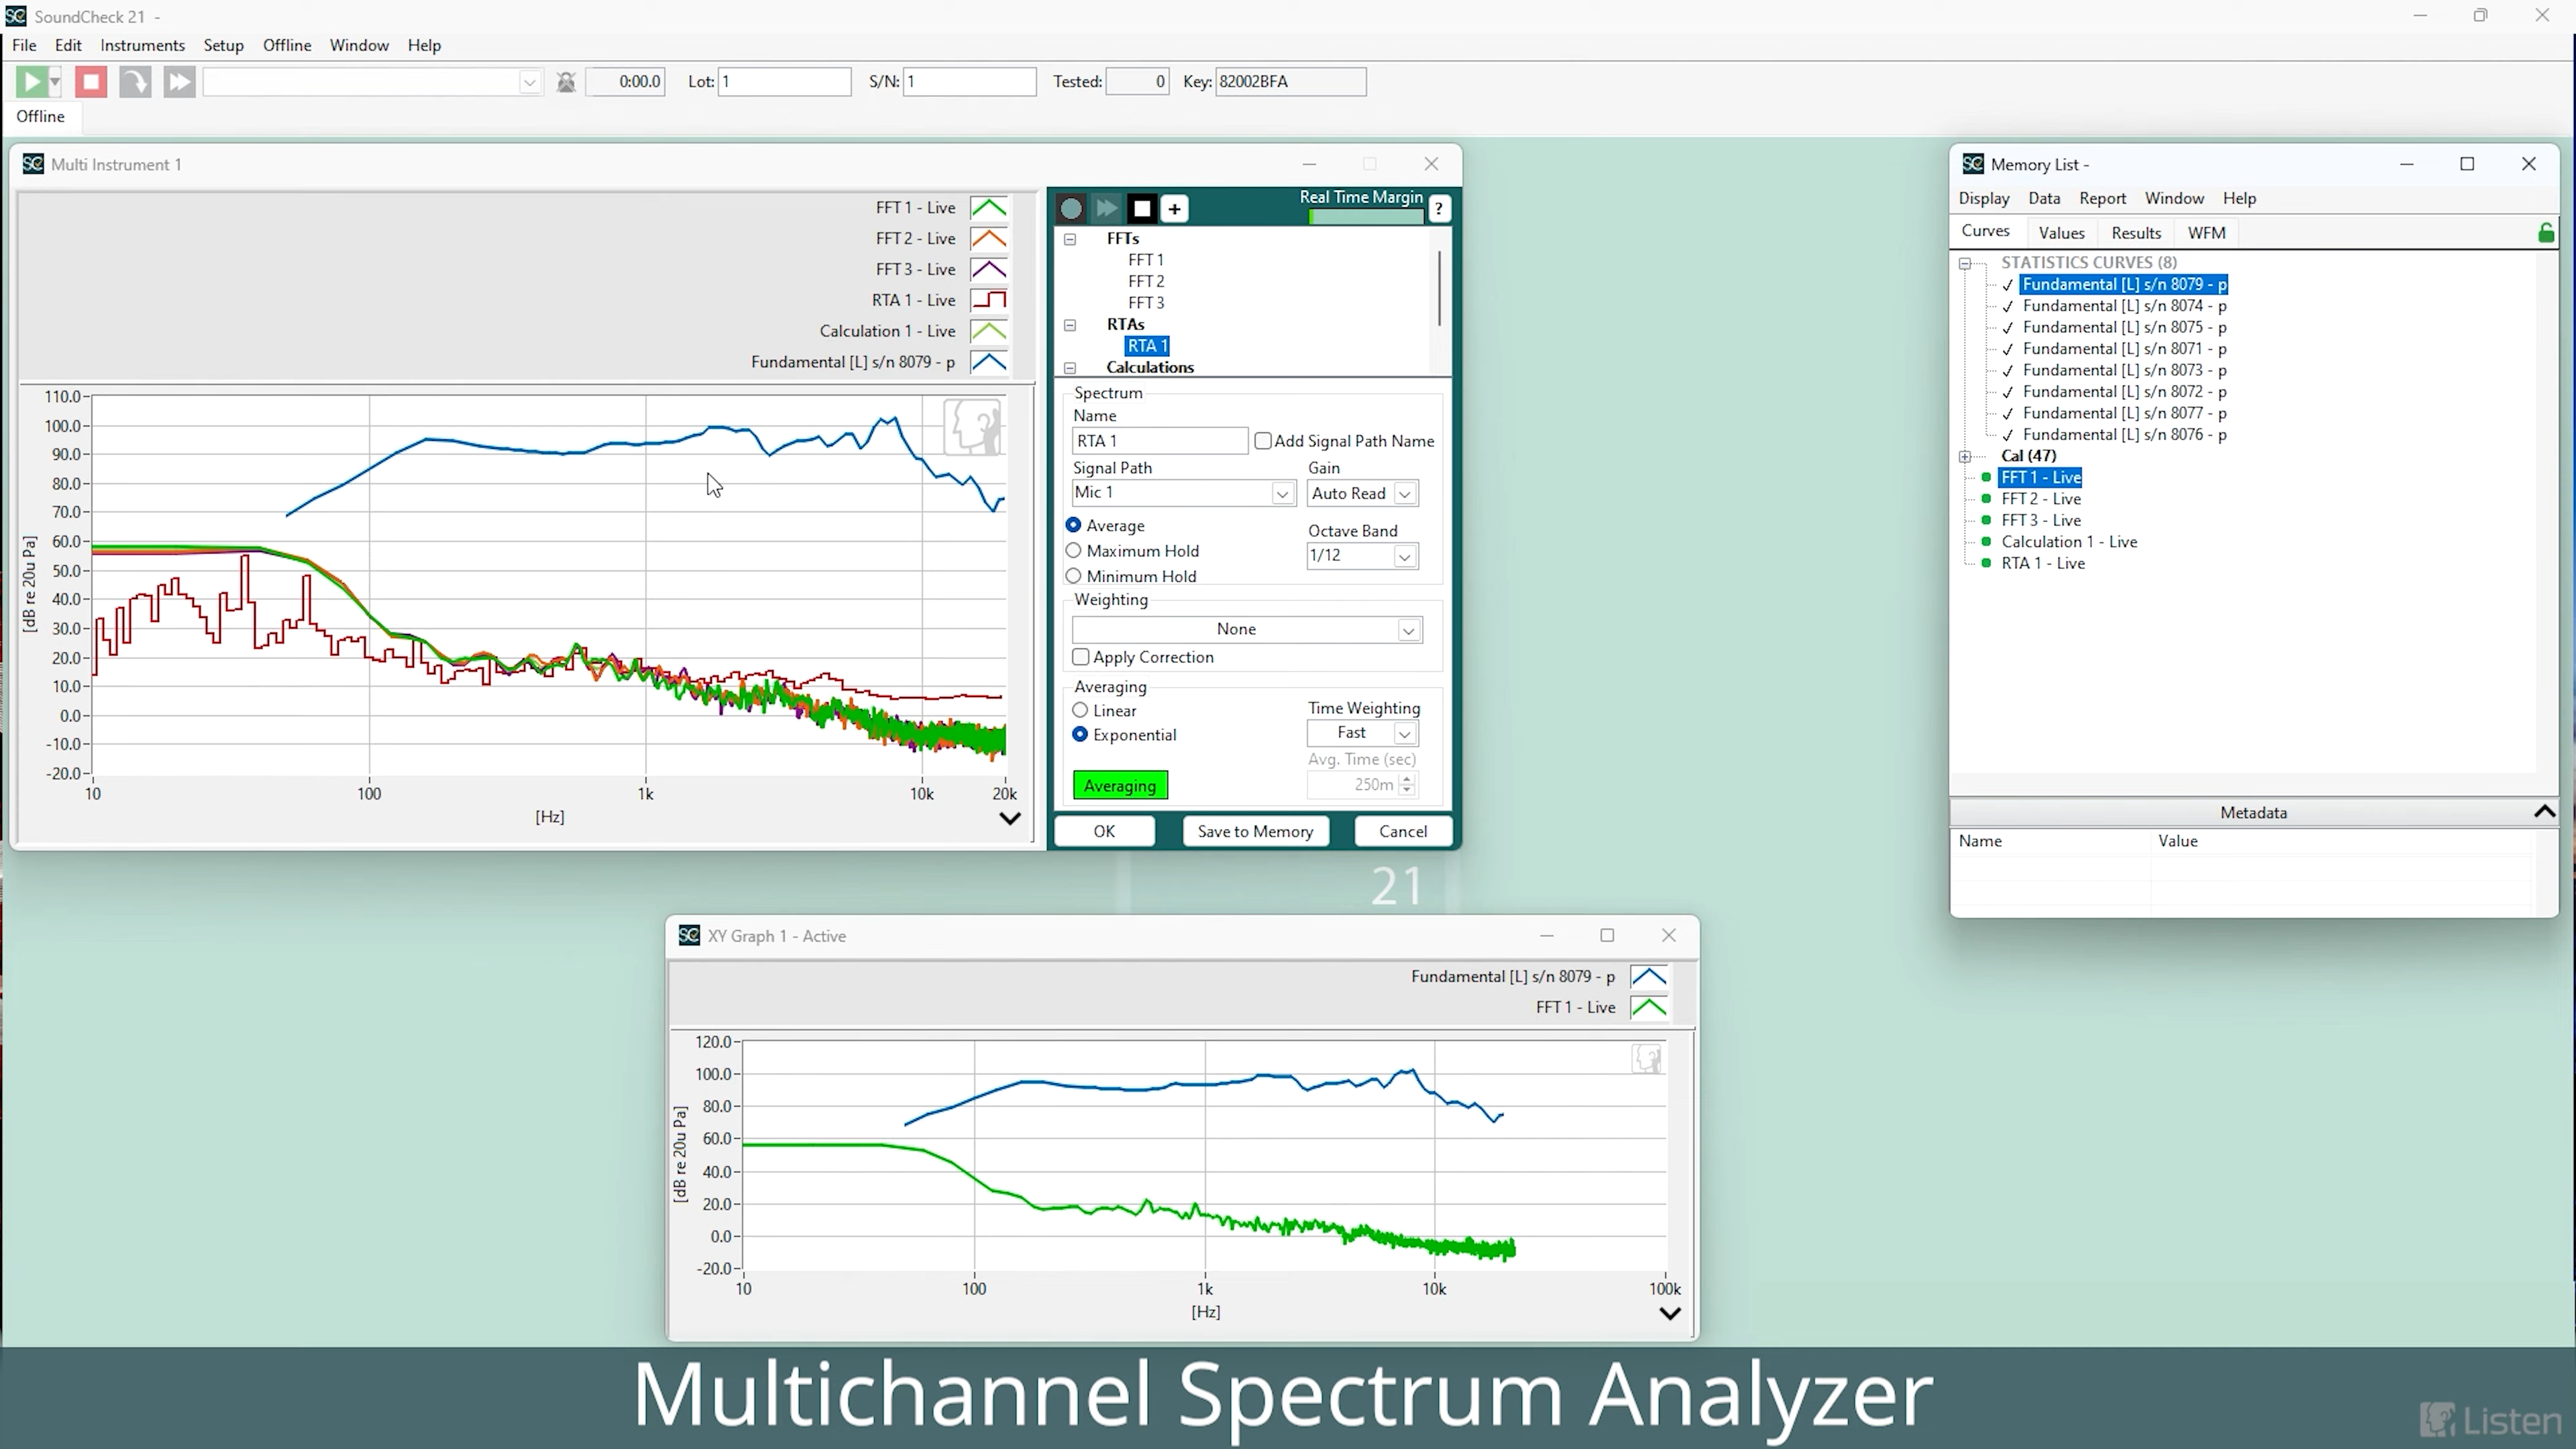 SoundCheck 21 -
File Edit Instruments Setup Offline Window Help
0:00.0 Lot: 1 S/N: 1 Tested: 0 Key: 82002BFA
Offline
Multi Instrument 1
FFT 1 - Live
FFT 2 - Live
FFT 3 - Live
RTA 1 - Live
Calculation 1 - Live
Fundamental [L] s/n 8079 - p
110.0
100.0
90.0
80.0
70.0
60.0
50.0
40.0
30.0
20.0
10.0
0.0
-10.0
-20.0
[dB re 20u Pa]
10 100 1k 10k 20k
[Hz]
Real Time Margin ?
FFTs
FFT 1
FFT 2
FFT 3
RTAs
RTA 1
Calculations
Spectrum
Name
RTA 1 Add Signal Path Name
Signal Path Gain
Mic 1 Auto Read
Average Octave Band
Maximum Hold 1/12
Minimum Hold
Weighting
None
Apply Correction
Averaging
Linear Time Weighting
Exponential Fast
Avg. Time (sec)
Averaging 250m
OK Save to Memory Cancel
Memory List -
Display Data Report Window Help
Curves Values Results WFM
STATISTICS CURVES (8)
Fundamental [L] s/n 8079 - p
Fundamental [L] s/n 8074 - p
Fundamental [L] s/n 8075 - p
Fundamental [L] s/n 8071 - p
Fundamental [L] s/n 8073 - p
Fundamental [L] s/n 8072 - p
Fundamental [L] s/n 8077 - p
Fundamental [L] s/n 8076 - p
Cal (47)
FFT 1 - Live
FFT 2 - Live
FFT 3 - Live
Calculation 1 - Live
RTA 1 - Live
Metadata
Name Value
21
XY Graph 1 - Active
Fundamental [L] s/n 8079 - p
FFT 1 - Live
120.0
100.0
80.0
60.0
40.0
20.0
0.0
-20.0
[dB re 20u Pa]
10 100 1k 10k 100k
[Hz]
Multichannel Spectrum Analyzer
Listen